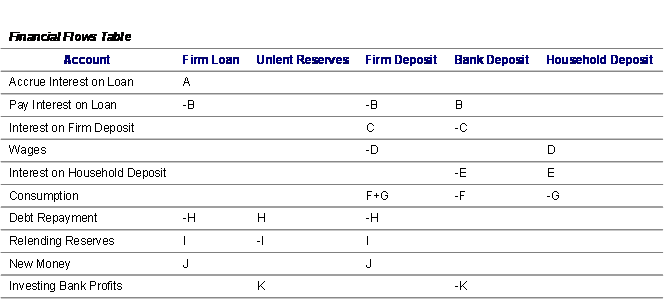 Financial Flows Table
Account Firm Loan Unlent Reserves Firm Deposit Bank Deposit Household Deposit
Accrue Interest on Loan A
Pay Interest on Loan -B -B B
Interest on Firm Deposit C -C
Wages -D D
Interest on Household Deposit -E E
Consumption F+G -F -G
Debt Repayment -H H -H
Relending Reserves I -I I
New Money J J
Investing Bank Profits K -K